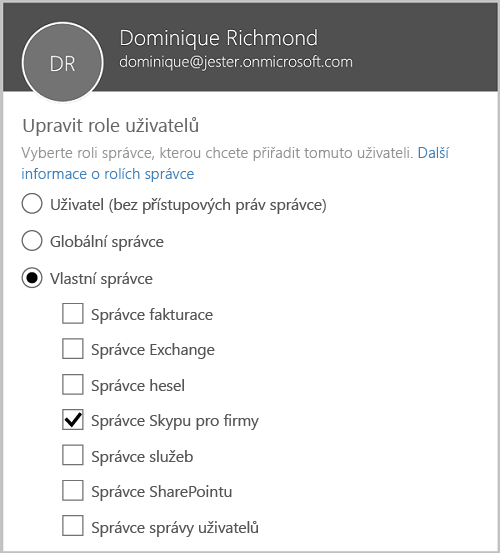 DR
Dominique Richmond
dominique@jester.onmicrosoft.com
Upravit role uživatelů
Vyberte roli správce, kterou chcete přiřadit tomuto uživateli. Další
informace o rolích správce
Uživatel (bez přístupových práv správce)
Globální správce
Vlastní správce
Správce fakturace
Správce Exchange
Správce hesel
Správce Skypu pro firmy
Správce služeb
Správce SharePointu
Správce správy uživatelů